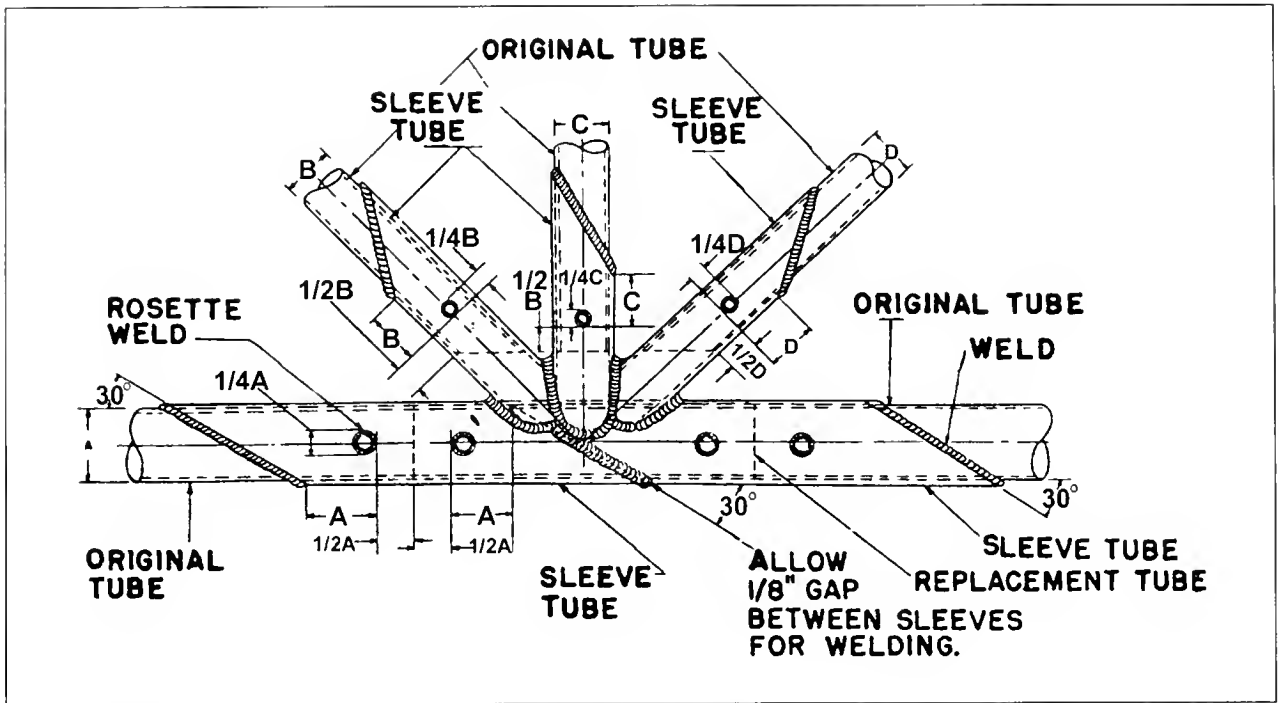 ORIGINAL TUBE
SLEEVE
TUBE
C
SLEEVE
TUBE
B
D
1/4B
1/4D
1/2
B
1/4C
C
1/2B
B
ROSETTE
WELD
ORIGINAL TUBE
WELD
D
1/2D
1/4A
30°
A
30°
30°
A
1/2A
A
1/2A
ORIGINAL
TUBE
SLEEVE
TUBE
ALLOW
1/8" GAP
BETWEEN SLEEVES
FOR WELDING.
SLEEVE TUBE
REPLACEMENT TUBE